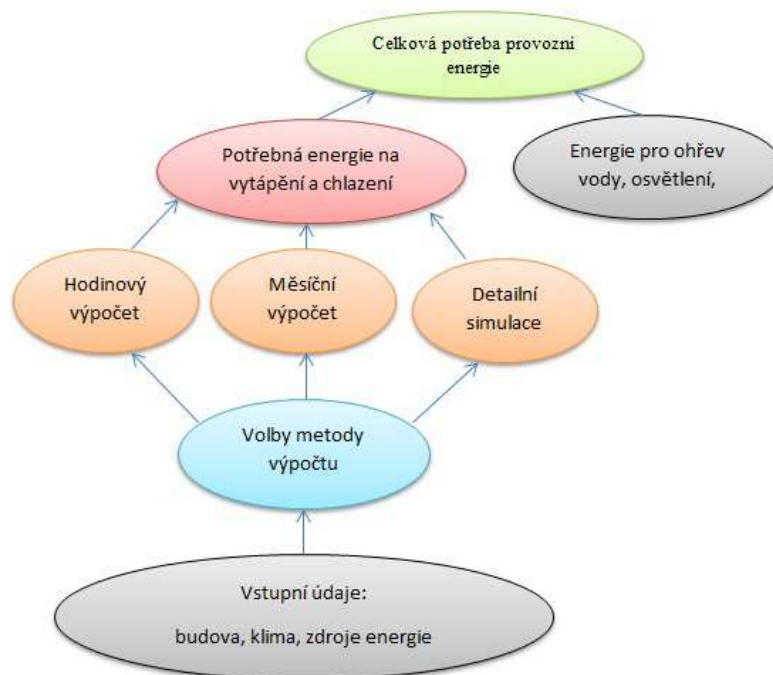 Celková potřeba provozní
energie
Potřebná energie na
vytápění a chlazení
Energie pro ohřev
vody, osvětlení,
Hodinový
výpočet
Měsíční
výpočet
Detailní
simulace
Volby metody
výpočtu
Vstupní údaje:
budova, klima, zdroje energie